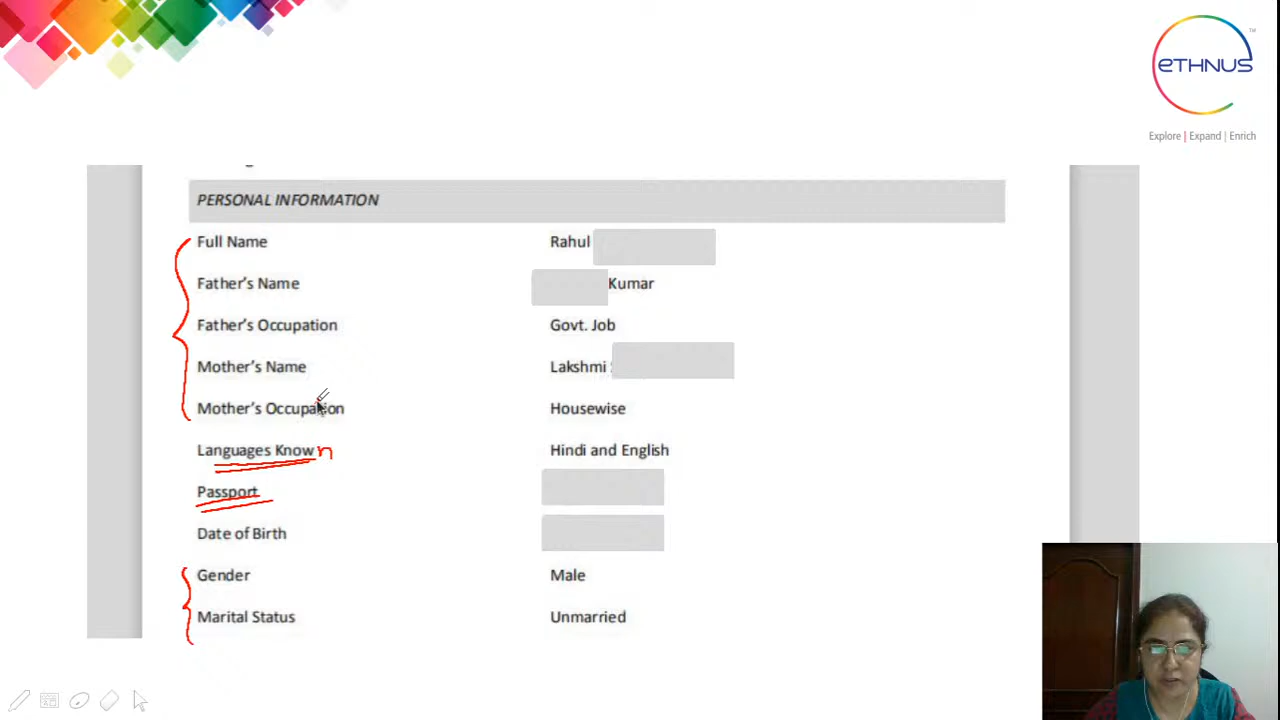 eTHNUS
TM
Explore | Expand | Enrich
PERSONAL INFORMATION
Full Name Rahul
Father's Name Kumar
Father's Occupation Govt. Job
Mother's Name Lakshmi
Mother's Occupation Housewise
Languages Known Hindi and English
Passport
Date of Birth
Gender Male
Marital Status Unmarried